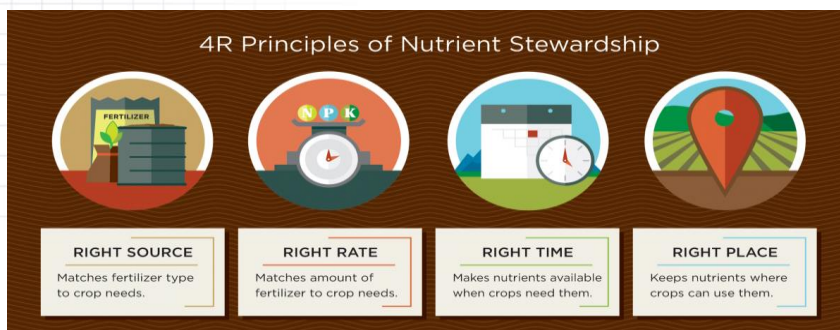 4R Principles of Nutrient Stewardship
FERTILIZER
N P K
RIGHT SOURCE
Matches fertilizer type
to crop needs.
RIGHT RATE
Matches amount of
fertilizer to crop needs.
RIGHT TIME
Makes nutrients available
when crops need them.
RIGHT PLACE
Keeps nutrients where
crops can use them.